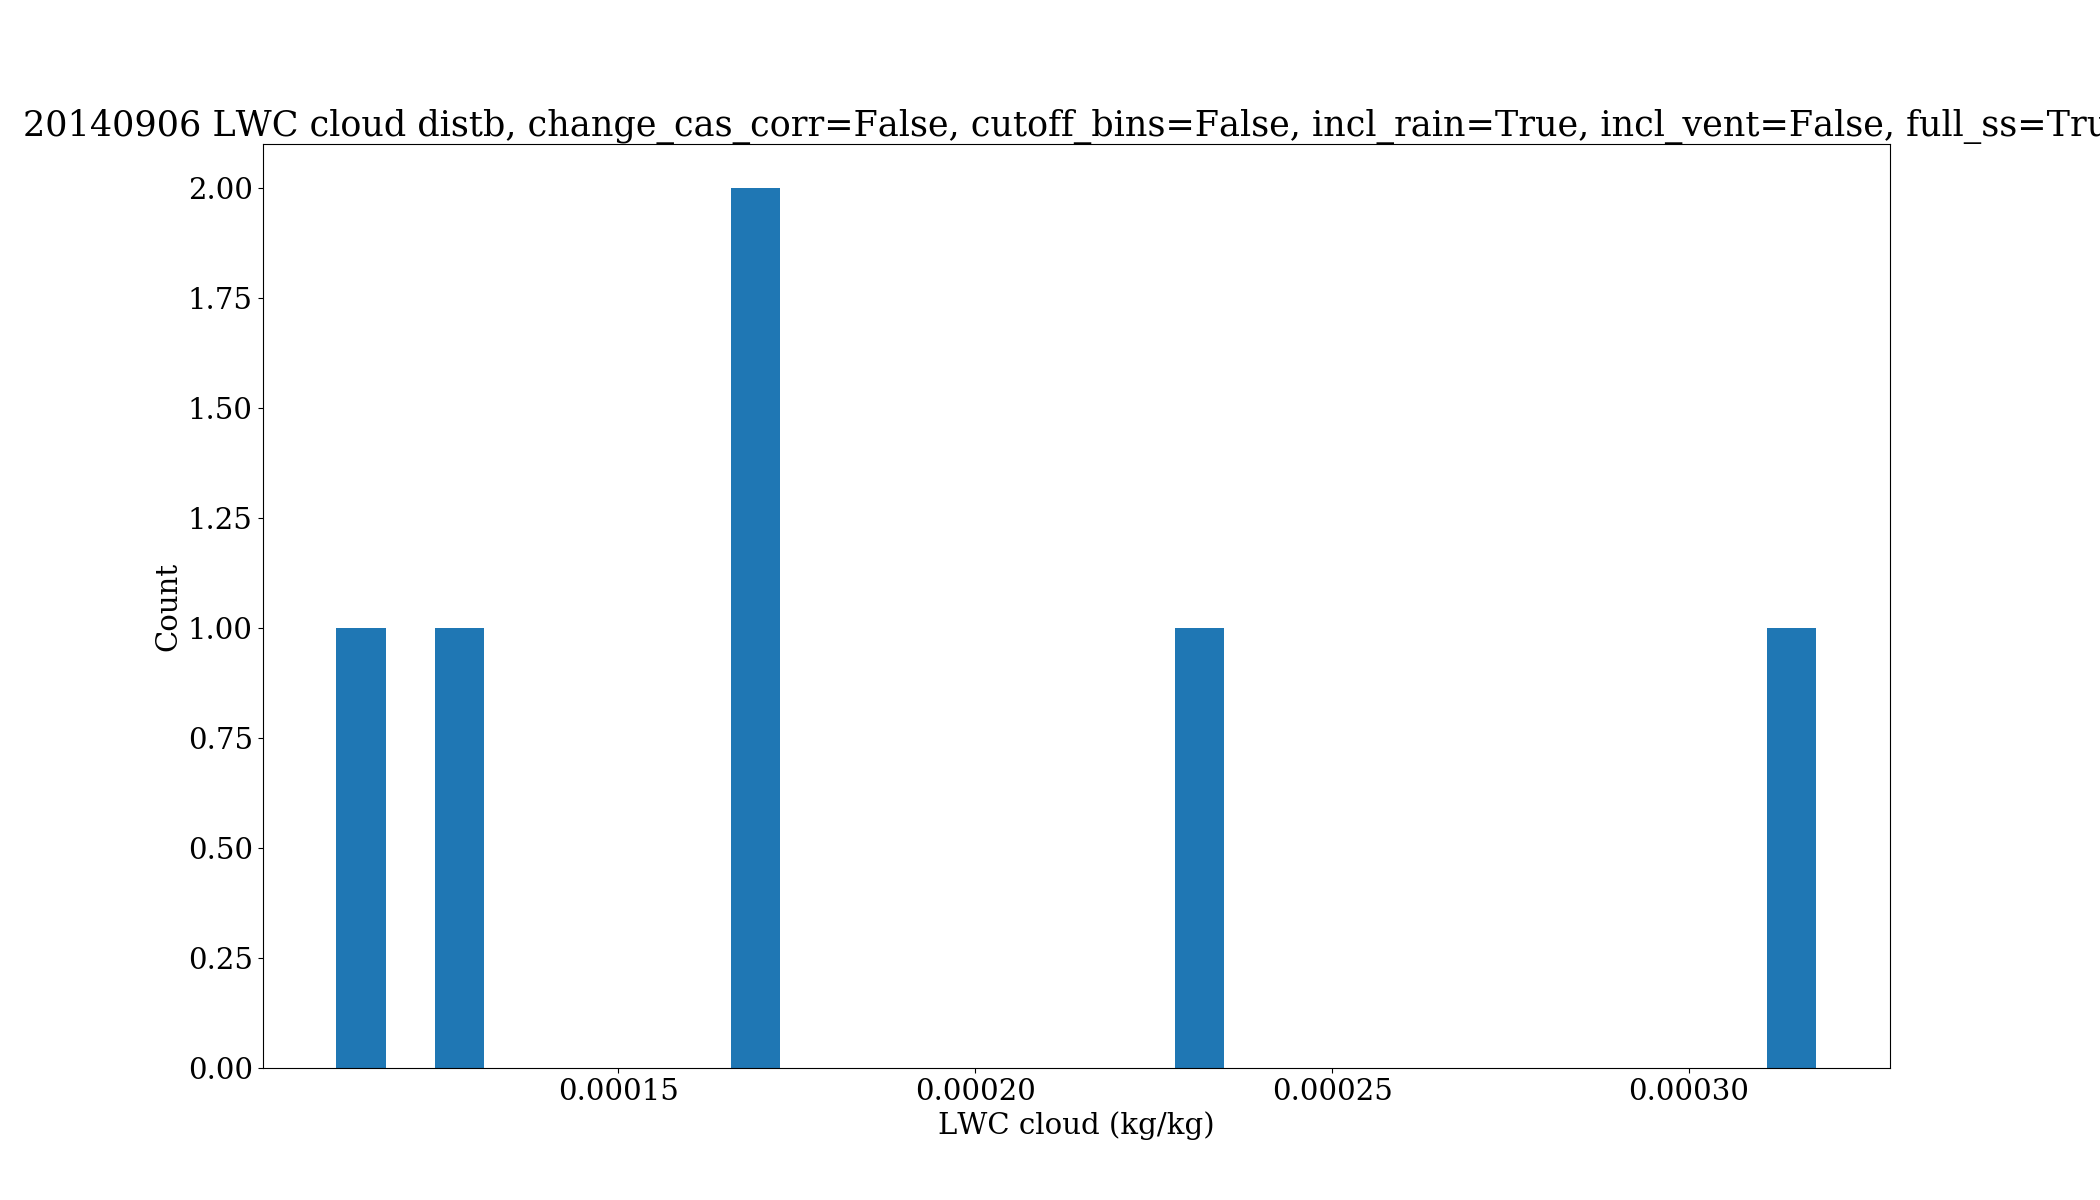 20140906 LWC cloud distb, change_cas_corr=False, cutoff_bins=False, incl_rain=True, incl_vent=False, full_ss=Tru
2.00
1.75
1.50
1.25
1.00
0.75
0.50
0.25
0.00
Count
0.00015 0.00020 0.00025 0.00030
LWC cloud (kg/kg)